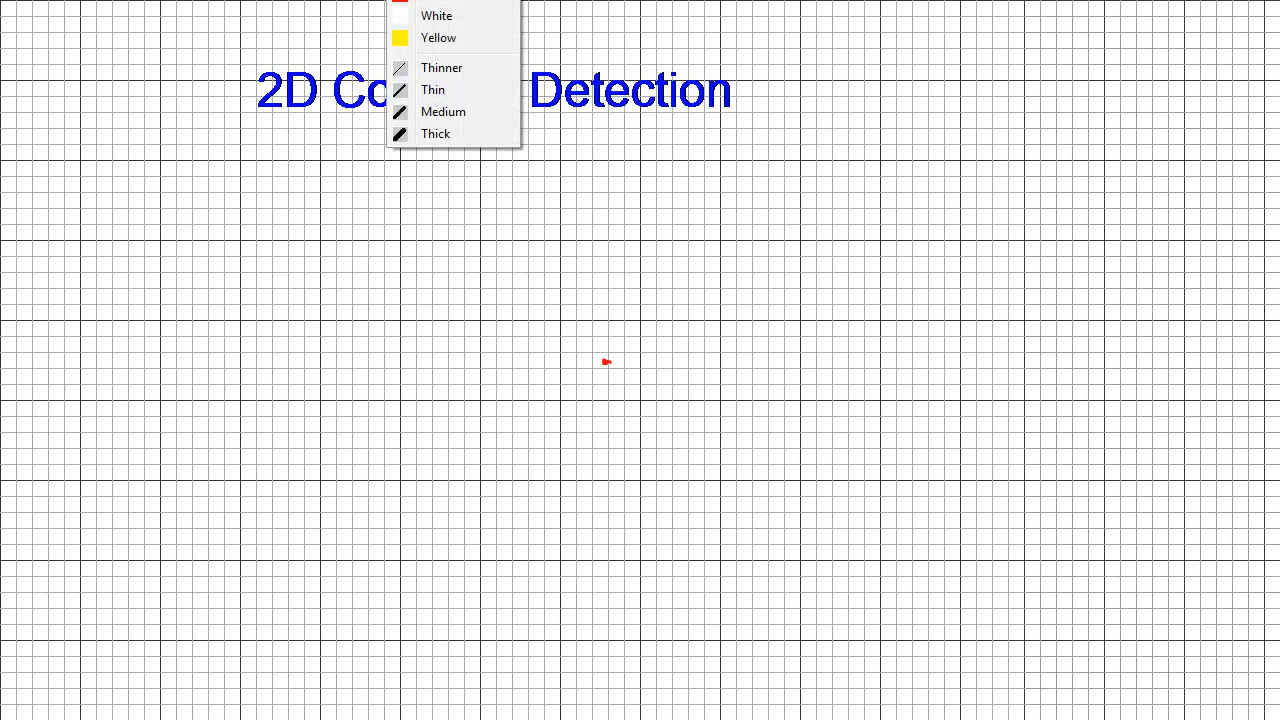 White
Yellow
2D Co Detection
Thinner
Thin
Medium
Thick